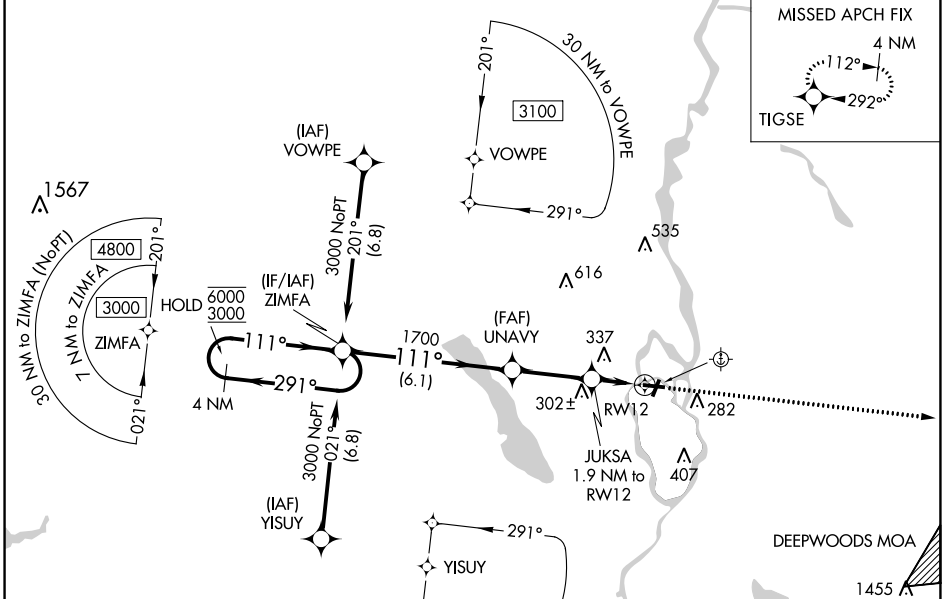 MISSED APCH FIX
4 NM
112°
292°
TIGSE
30 NM to VOWPE
201°
3100
VOWPE
291°
(IAF)
VOWPE
1567
3000 NoPT
201°
(6.8)
535
616
30 NM to ZIMFA (NoPT)
4800
201°
7 NM to ZIMFA
3000
ZIMFA
021°
HOLD
6000
3000
(IF/IAF)
ZIMFA
111°
291°
4 NM
1700
111°
(6.1)
(FAF)
UNAVY
337
302±
RW12
282
JUKSA
1.9 NM to
RW12
407
3000 NoPT
021°
(6.8)
(IAF)
YISUY
291°
YISUY
DEEPWOODS MOA
1455